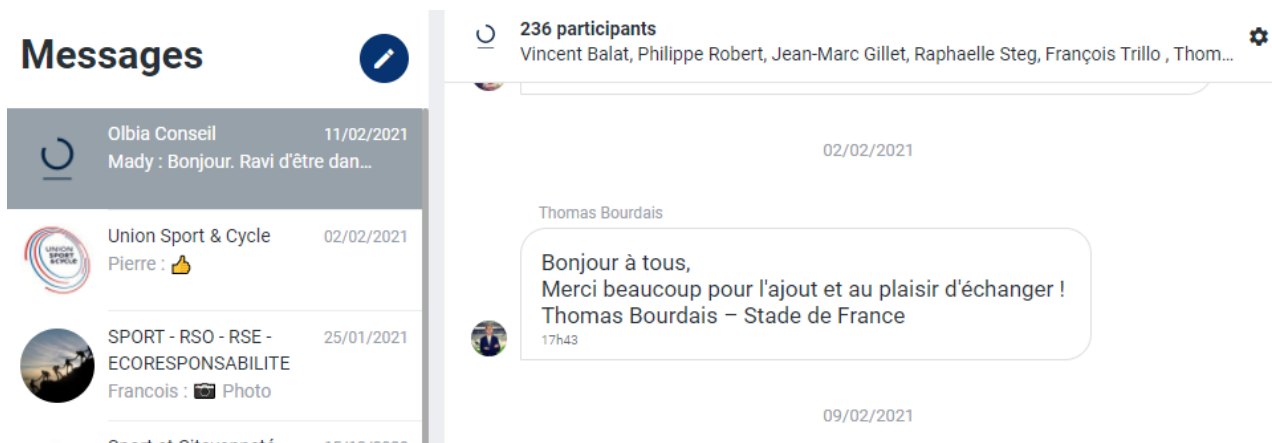 Messages
Olbia Conseil 11/02/2021
Mady : Bonjour. Ravi d'être dan...
UNION
SPORT
&CYCLE
Union Sport & Cycle 02/02/2021
Pierre : 👍
SPORT - RSO - RSE - 25/01/2021
ECORESPONSABILITE
Francois : 📷 Photo
236 participants
Vincent Balat, Philippe Robert, Jean-Marc Gillet, Raphaelle Steg, François Trillo , Thom...
02/02/2021
Thomas Bourdais
Bonjour à tous,
Merci beaucoup pour l'ajout et au plaisir d'échanger !
Thomas Bourdais – Stade de France
17h43
09/02/2021